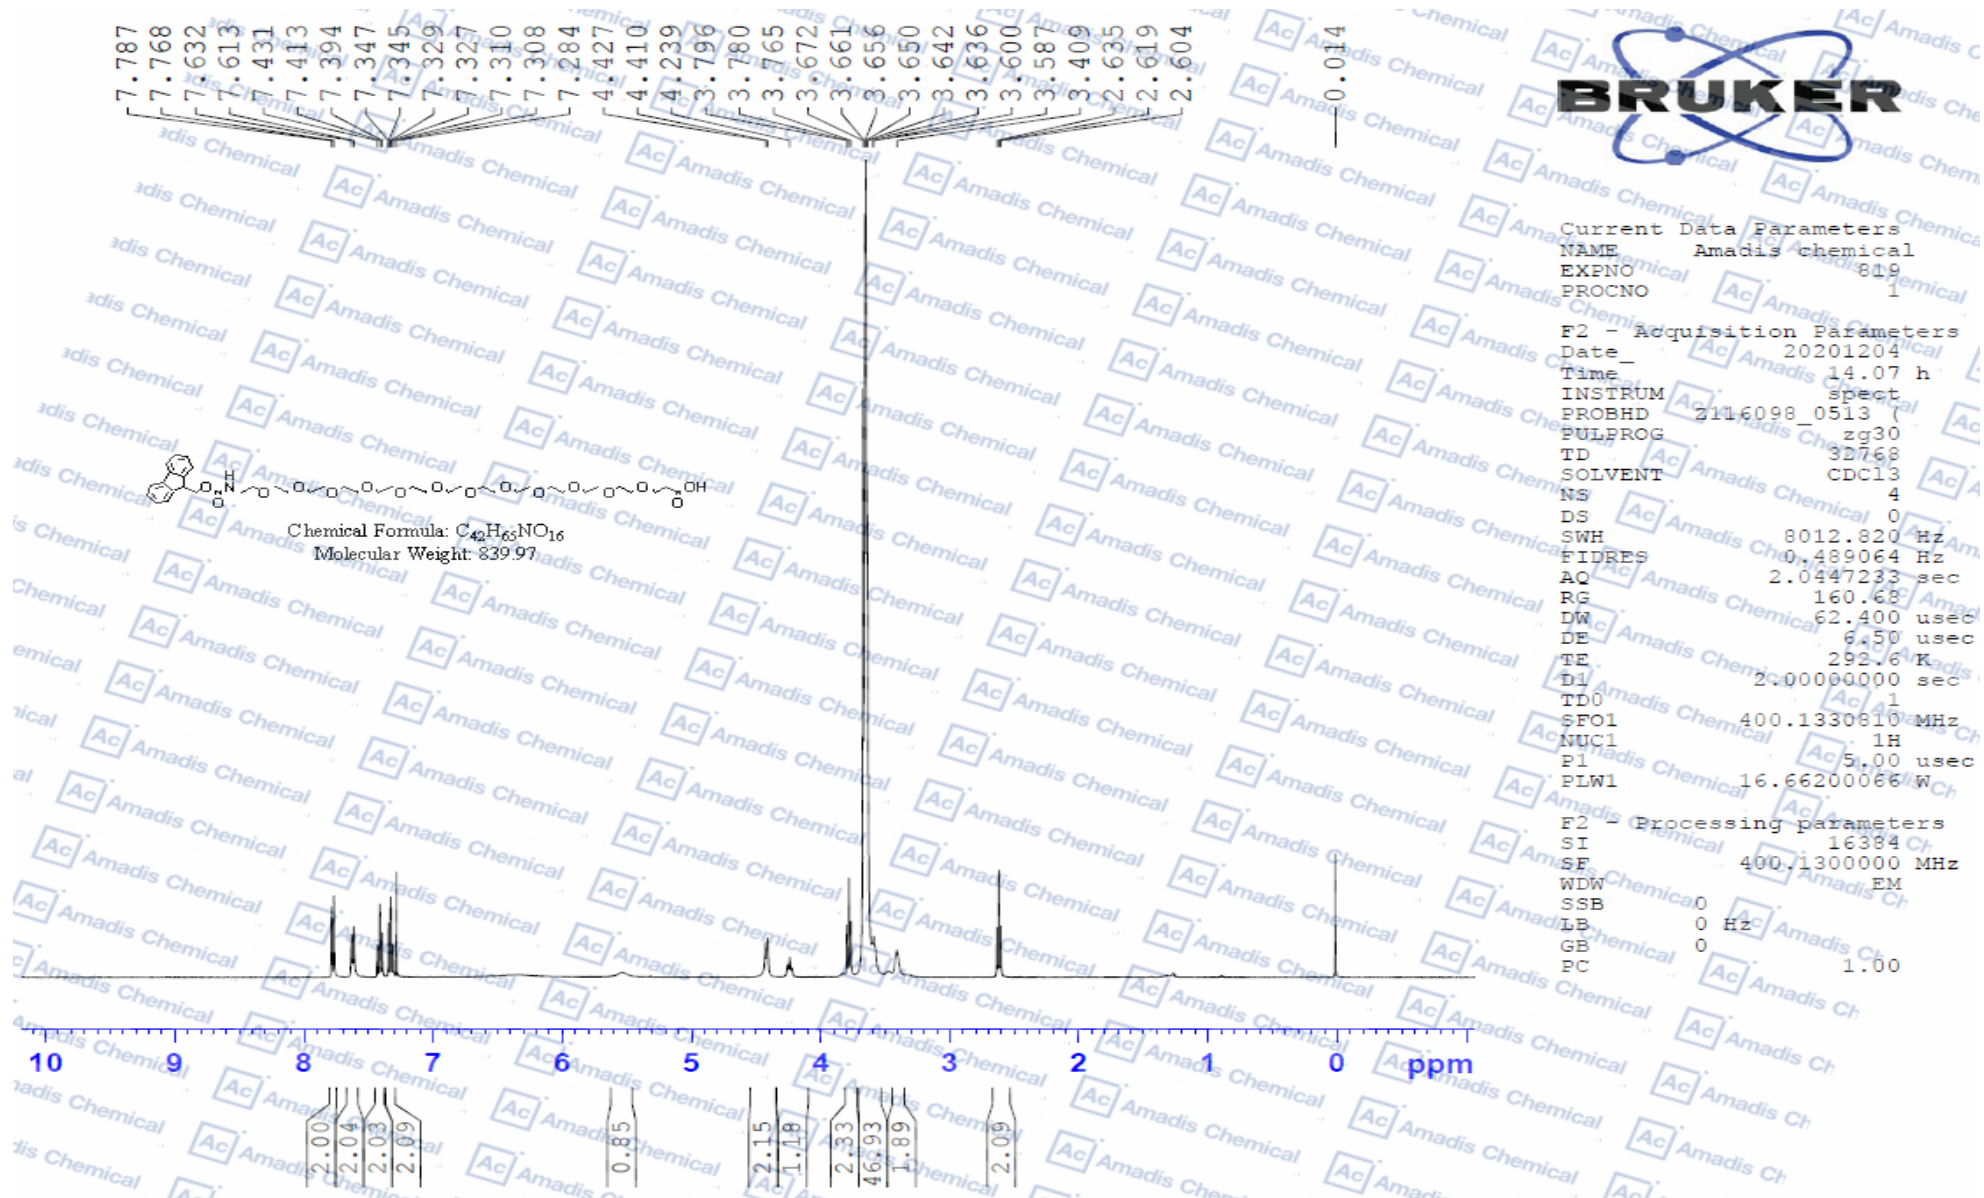 7.787
7.768
7.632
7.613
7.431
7.413
7.394
7.347
7.345
7.329
7.327
7.310
7.308
7.284
4.427
4.410
4.239
3.796
3.780
3.765
3.672
3.661
3.656
3.650
3.642
3.636
3.600
3.587
3.409
2.635
2.619
2.604
-0.014
BRUKER
Current Data Parameters
NAME Amadis chemical
EXPNO 819
PROCNO 1
F2 - Acquisition Parameters
Date_ 20201204
Time 14.07 h
INSTRUM spect
PROBHD Z116098_0513 (
PULPROG zg30
TD 32768
SOLVENT CDCl3
NS 4
DS 0
SWH 8012.820 Hz
FIDRES 0.489064 Hz
AQ 2.0447233 sec
RG 160.68
DW 62.400 usec
DE 6.50 usec
TE 292.6 K
D1 2.00000000 sec
TD0 1
SFO1 400.1330810 MHz
NUC1 1H
P1 5.00 usec
PLW1 16.66200066 W
F2 - Processing parameters
SI 16384
SF 400.1300000 MHz
WDW EM
SSB 0
LB 0 Hz
GB 0
PC 1.00
H
O N O O O O O O O O O O O O OH
O O
Chemical Formula: C42H65NO16
Molecular Weight: 839.97
10 9 8 7 6 5 4 3 2 1 0 ppm
2.00
2.04
2.03
2.09
0.85
2.15
1.18
2.33
46.93
1.89
2.09
Ac Amadis Chemical